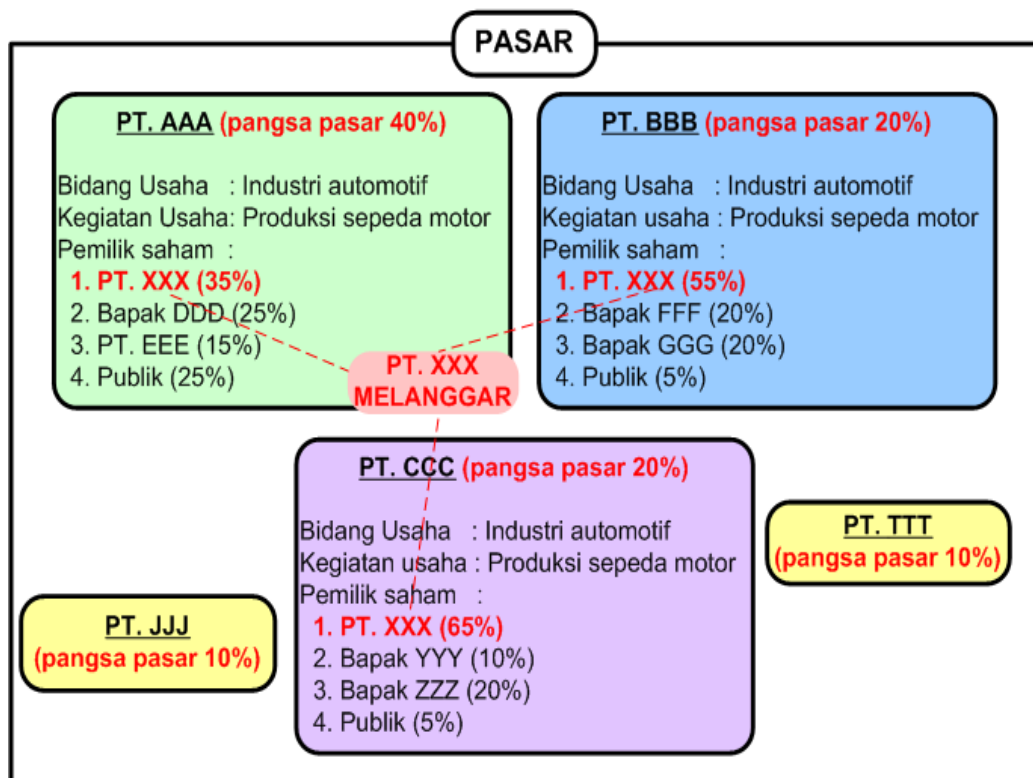 PASAR
PT. AAA (pangsa pasar 40%)
Bidang Usaha : Industri automotif
Kegiatan Usaha: Produksi sepeda motor
Pemilik saham :
1. PT. XXX (35%)
2. Bapak DDD (25%)
3. PT. EEE (15%)
4. Publik (25%)
PT. BBB (pangsa pasar 20%)
Bidang Usaha : Industri automotif
Kegiatan usaha : Produksi sepeda motor
Pemilik saham :
1. PT. XXX (55%)
2. Bapak FFF (20%)
3. Bapak GGG (20%)
4. Publik (5%)
PT. XXX
MELANGGAR
PT. CCC (pangsa pasar 20%)
Bidang Usaha : Industri automotif
Kegiatan usaha : Produksi sepeda motor
Pemilik saham :
1. PT. XXX (65%)
2. Bapak YYY (10%)
3. Bapak ZZZ (20%)
4. Publik (5%)
PT. TTT
(pangsa pasar 10%)
PT. JJJ
(pangsa pasar 10%)